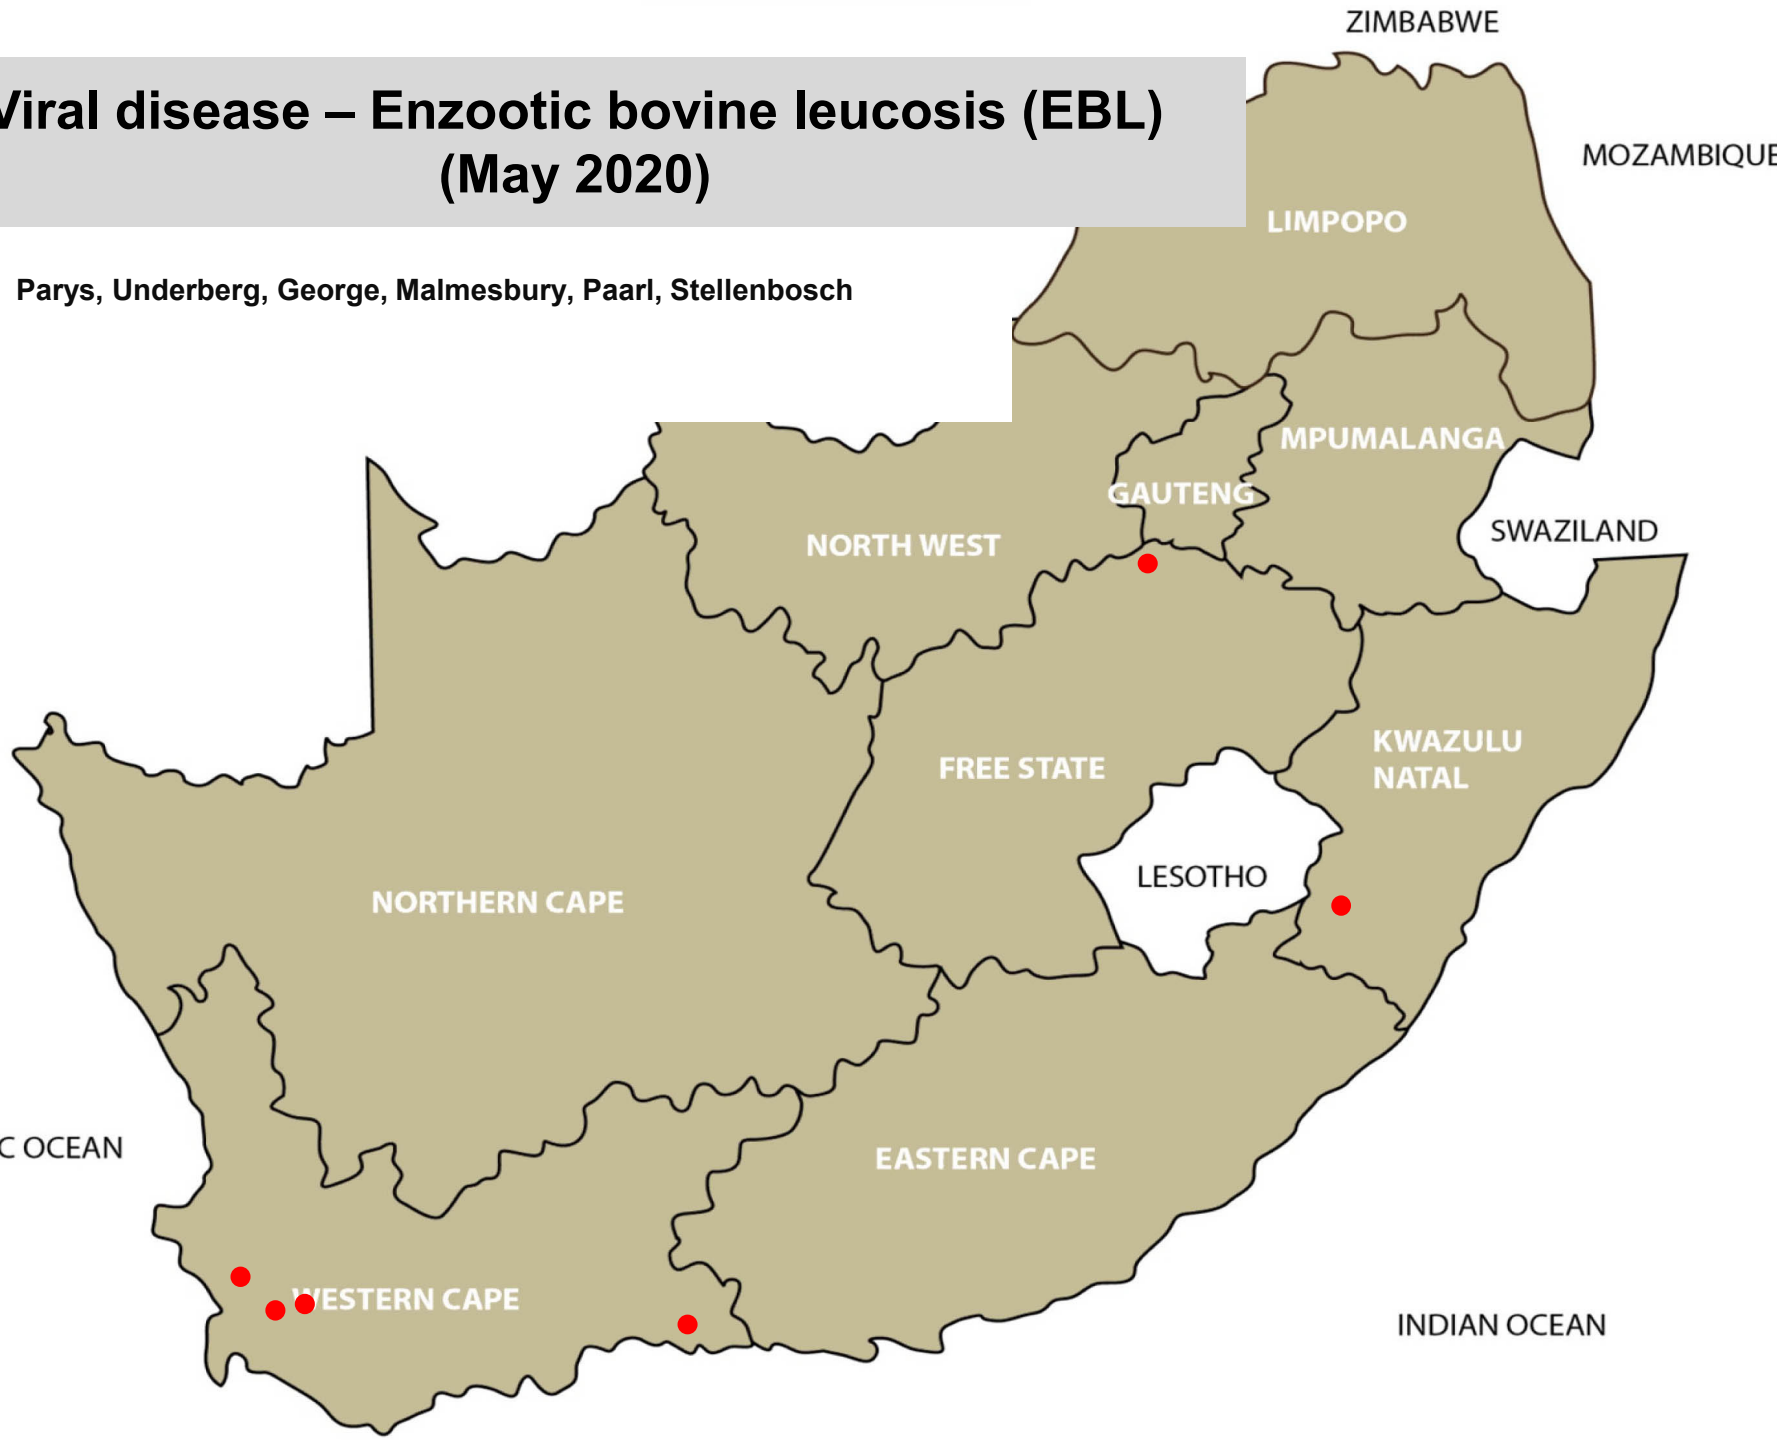 ZIMBABWE
Viral disease – Enzootic bovine leucosis (EBL)
(May 2020)
MOZAMBIQUE
LIMPOPO
Parys, Underberg, George, Malmesbury, Paarl, Stellenbosch
MPUMALANGA
GAUTENG
SWAZILAND
NORTH WEST
KWAZULU
NATAL
FREE STATE
LESOTHO
NORTHERN CAPE
C OCEAN
EASTERN CAPE
WESTERN CAPE
INDIAN OCEAN